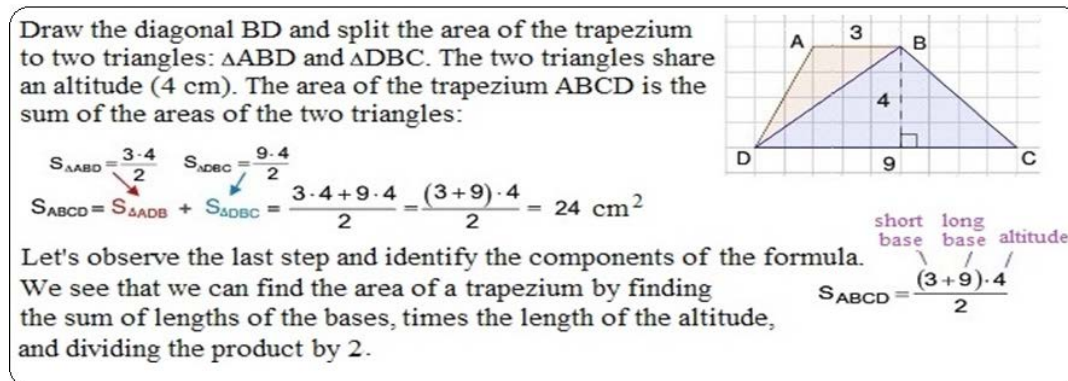 Draw the diagonal BD and split the area of the trapezium
to two triangles: ΔABD and ΔDBC. The two triangles share
an altitude (4 cm). The area of the trapezium ABCD is the
sum of the areas of the two triangles:
A 3 B
4
D 9 C
SΔABD = 3·4/2 SΔDBC = 9·4/2
SABCD = SΔADB + SΔDBC = 3·4+9·4/2 = (3+9)·4/2 = 24 cm²
Let's observe the last step and identify the components of the formula.
We see that we can find the area of a trapezium by finding
the sum of lengths of the bases, times the length of the altitude,
and dividing the product by 2.
short long
base base altitude
SABCD = (3+9)·4/2